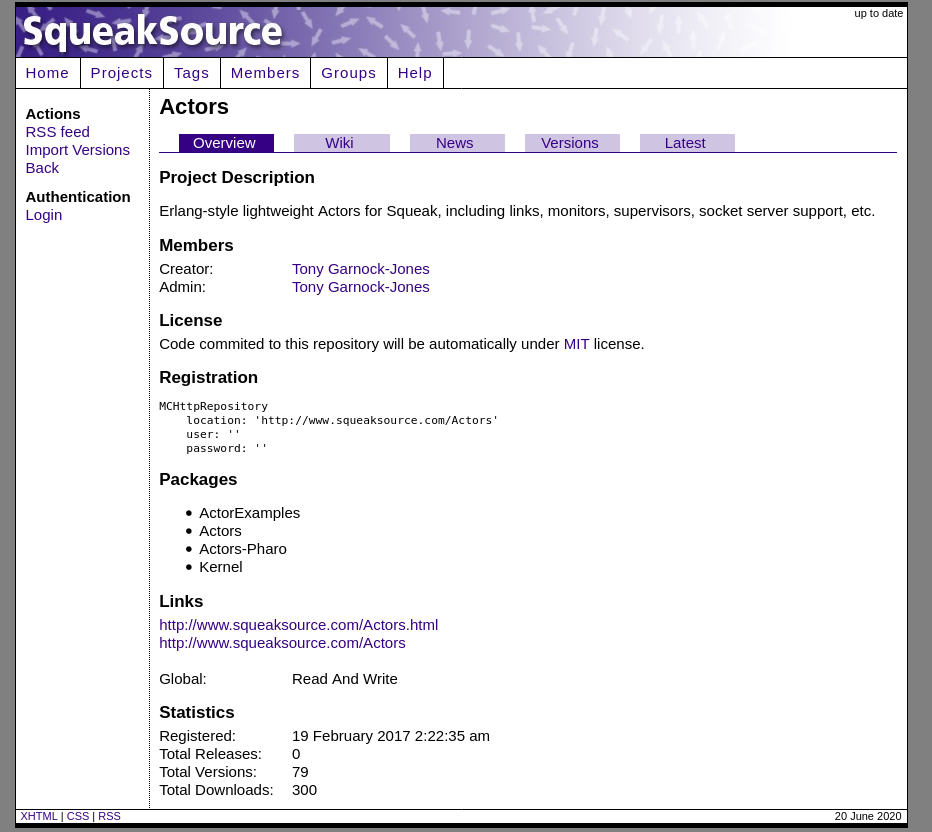 SqueakSource
up to date
Home Projects Tags Members Groups Help
Actions
RSS feed
Import Versions
Back
Authentication
Login
Actors
Overview Wiki News Versions Latest
Project Description
Erlang-style lightweight Actors for Squeak, including links, monitors, supervisors, socket server support, etc.
Members
Creator: Tony Garnock-Jones
Admin: Tony Garnock-Jones
License
Code commited to this repository will be automatically under MIT license.
Registration
MCHttpRepository
location: 'http://www.squeaksource.com/Actors'
user: ''
password: ''
Packages
• ActorExamples
• Actors
• Actors-Pharo
• Kernel
Links
http://www.squeaksource.com/Actors.html
http://www.squeaksource.com/Actors
Global: Read And Write
Statistics
Registered: 19 February 2017 2:22:35 am
Total Releases: 0
Total Versions: 79
Total Downloads: 300
XHTML | CSS | RSS
20 June 2020